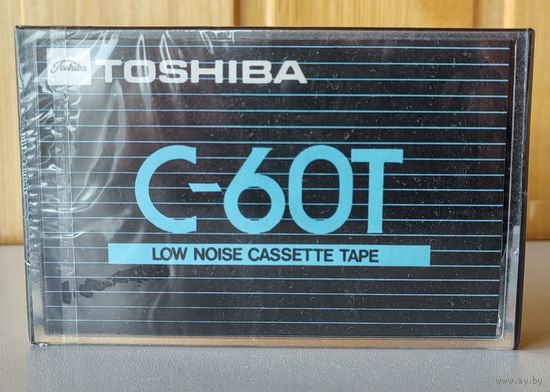 Toshiba TOSHIBA
C-60T
LOW NOISE CASSETTE TAPE
www.ay.by